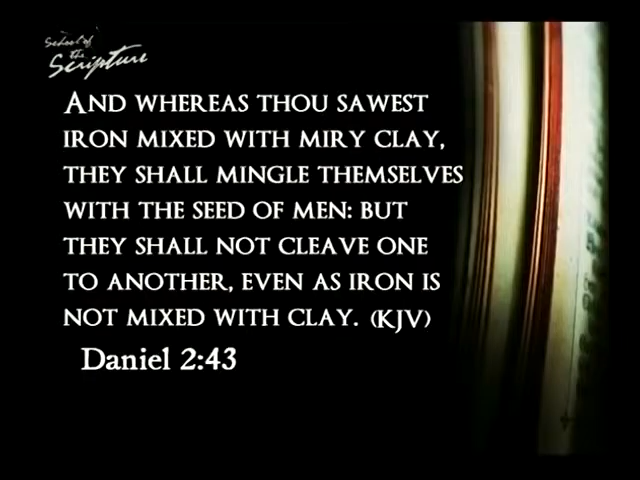 School of
the
Scripture
AND WHEREAS THOU SAWEST
IRON MIXED WITH MIRY CLAY,
THEY SHALL MINGLE THEMSELVES
WITH THE SEED OF MEN: BUT
THEY SHALL NOT CLEAVE ONE
TO ANOTHER, EVEN AS IRON IS
NOT MIXED WITH CLAY. (KJV)
Daniel 2:43